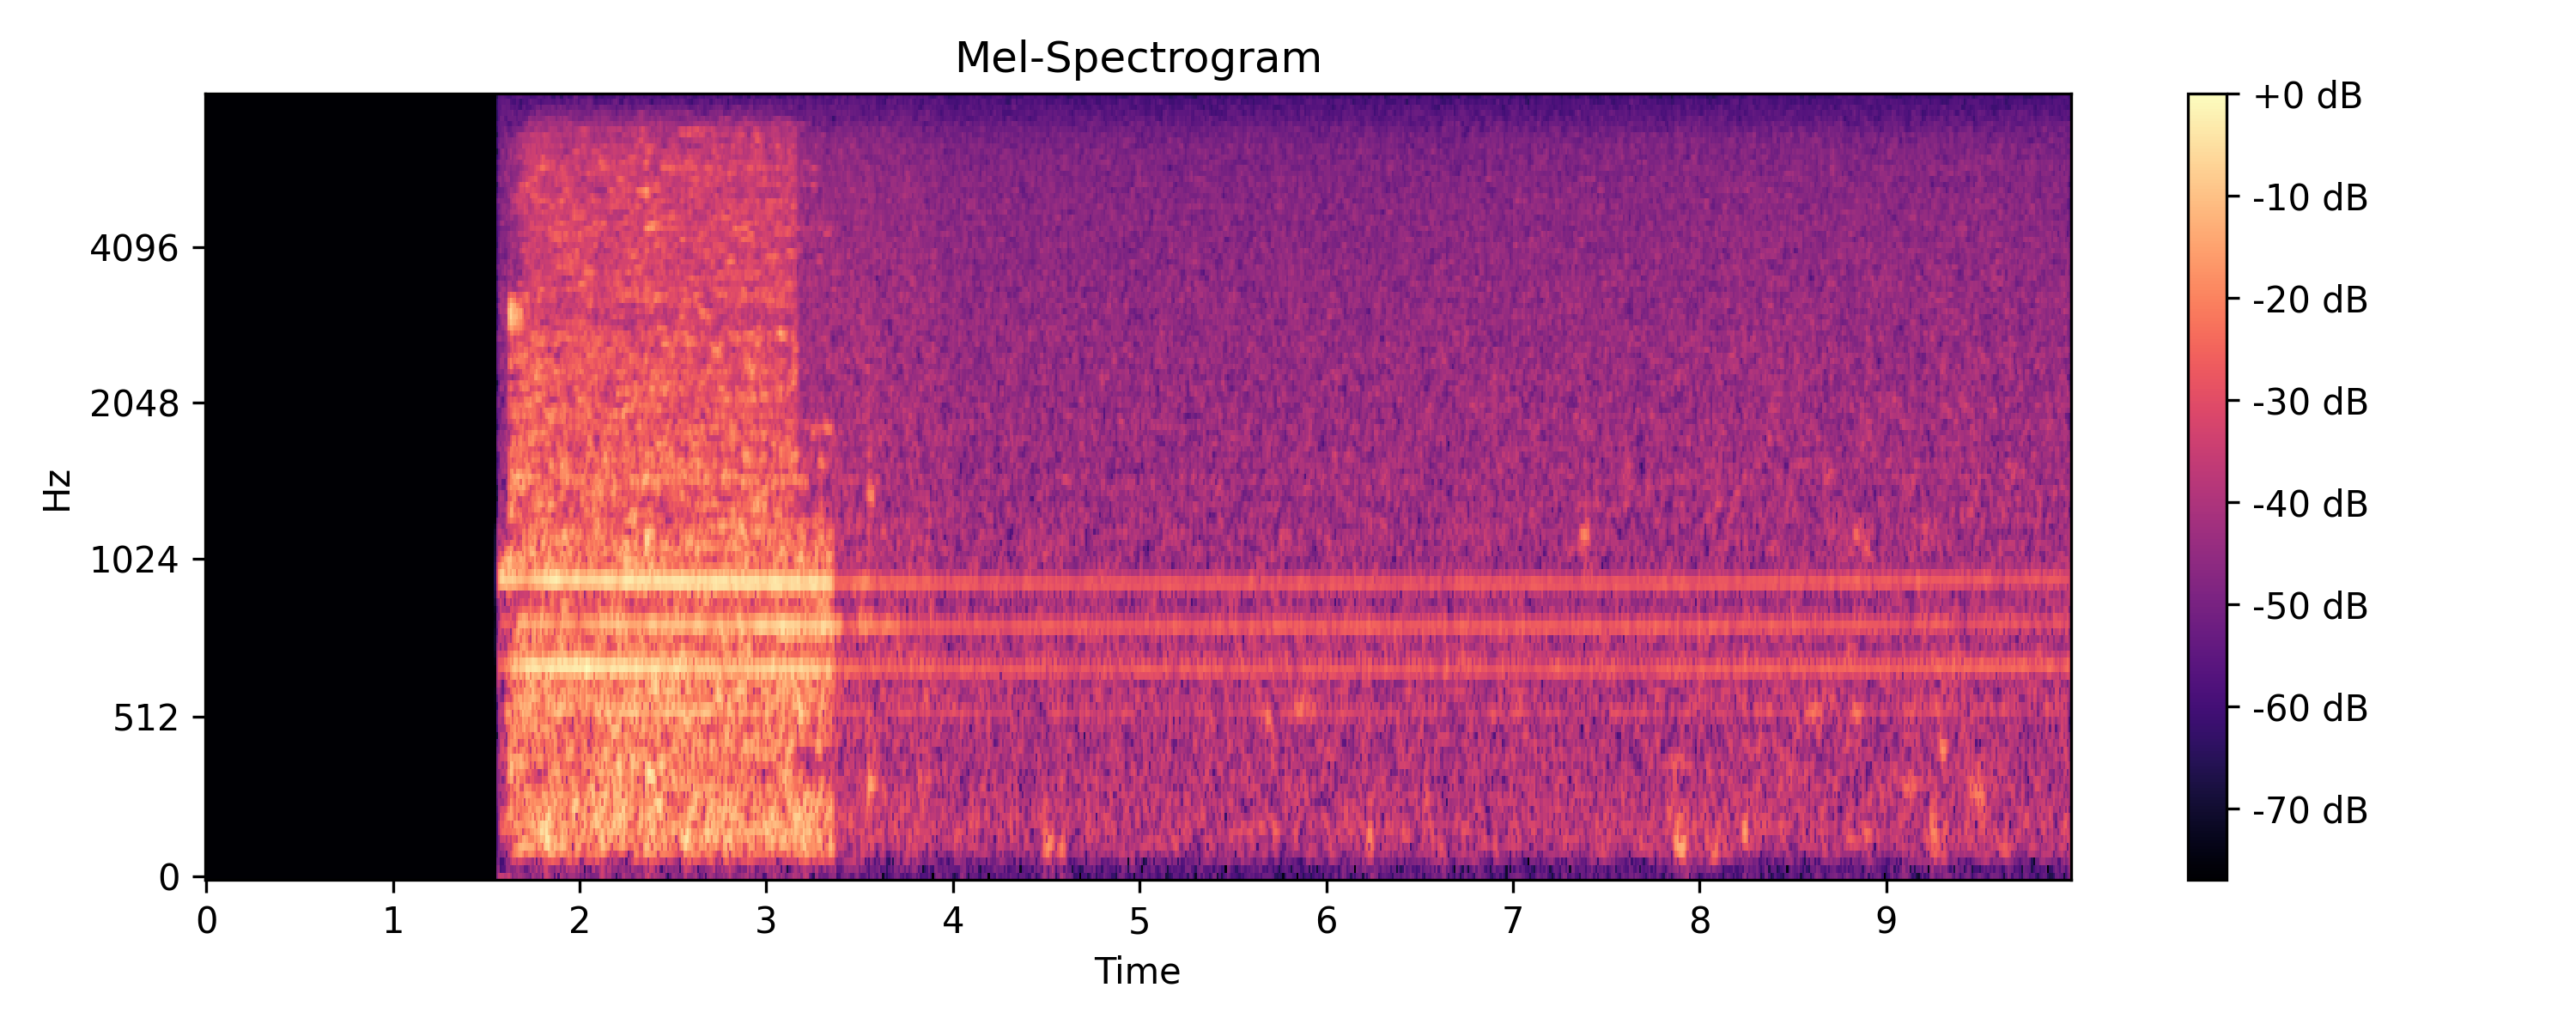 Mel-Spectrogram
+0 dB
-10 dB
-20 dB
-30 dB
-40 dB
-50 dB
-60 dB
-70 dB
Hz
4096
2048
1024
512
0
0 1 2 3 4 5 6 7 8 9
Time